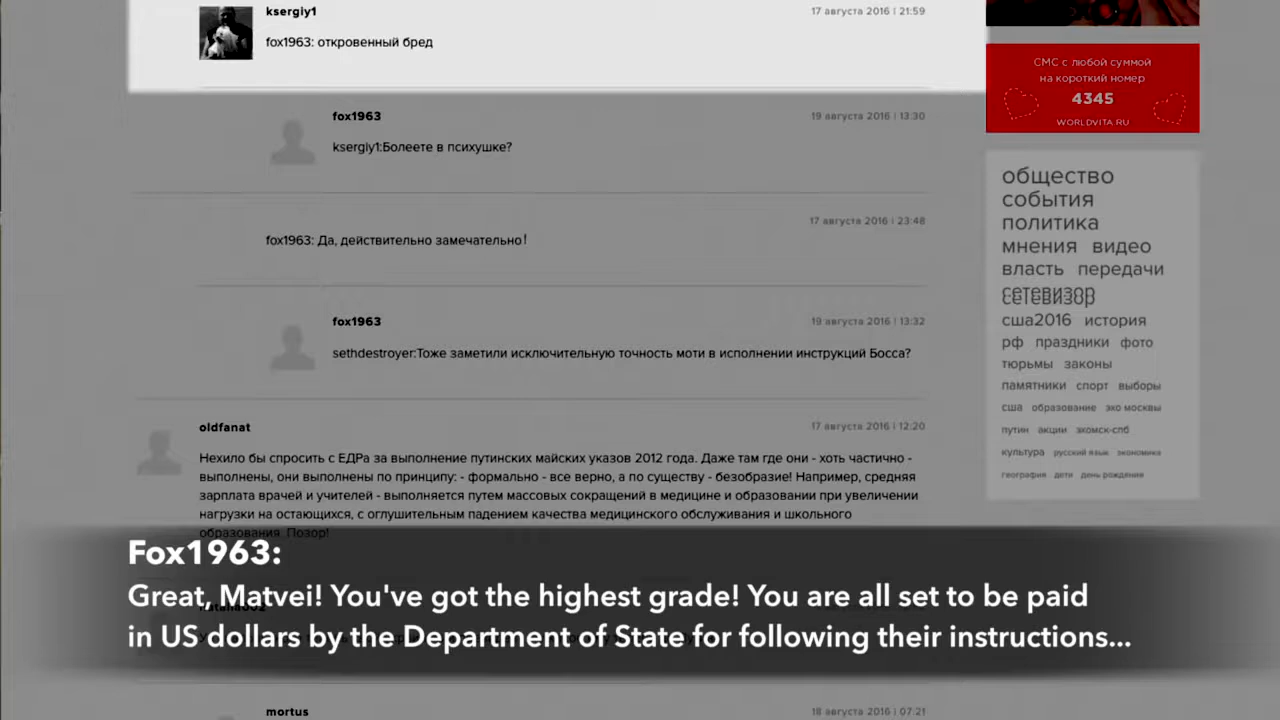 ksergiy1
17 августа 2016 | 21:59
fox1963: откровенный бред
fox1963
19 августа 2016 | 13:30
ksergiy1:Болеете в психушке?
17 августа 2016 | 23:48
fox1963: Да, действительно замечательно!
fox1963
19 августа 2016 | 13:32
sethdestroyer:Тоже заметили исключительную точность моти в исполнении инструкций Босса?
oldfanat
17 августа 2016 | 12:20
Нехило бы спросить с ЕДРа за выполнение путинских майских указов 2012 года. Даже там где они - хоть частично -
выполнены, они выполнены по принципу: - формально - все верно, а по существу - безобразие! Например, средняя
зарплата врачей и учителей - выполняется путем массовых сокращений в медицине и образовании при увеличении
нагрузки на остающихся, с оглушительным падением качества медицинского обслуживания и школьного
образования. Позор!
Fox1963:
Great, Matvei! You've got the highest grade! You are all set to be paid
in US dollars by the Department of State for following their instructions...
mortus
18 августа 2016 | 07:21
СМС с любой суммой
на короткий номер
4345
WORLDVITA.RU
общество
события
политика
мнения видео
власть передачи
сетевизор
сша2016 история
рф праздники фото
тюрьмы законы
памятники спорт выборы
сша образование эхо москвы
путин акции эхомск-спб
культура русский язык экономика
география дети день рождения